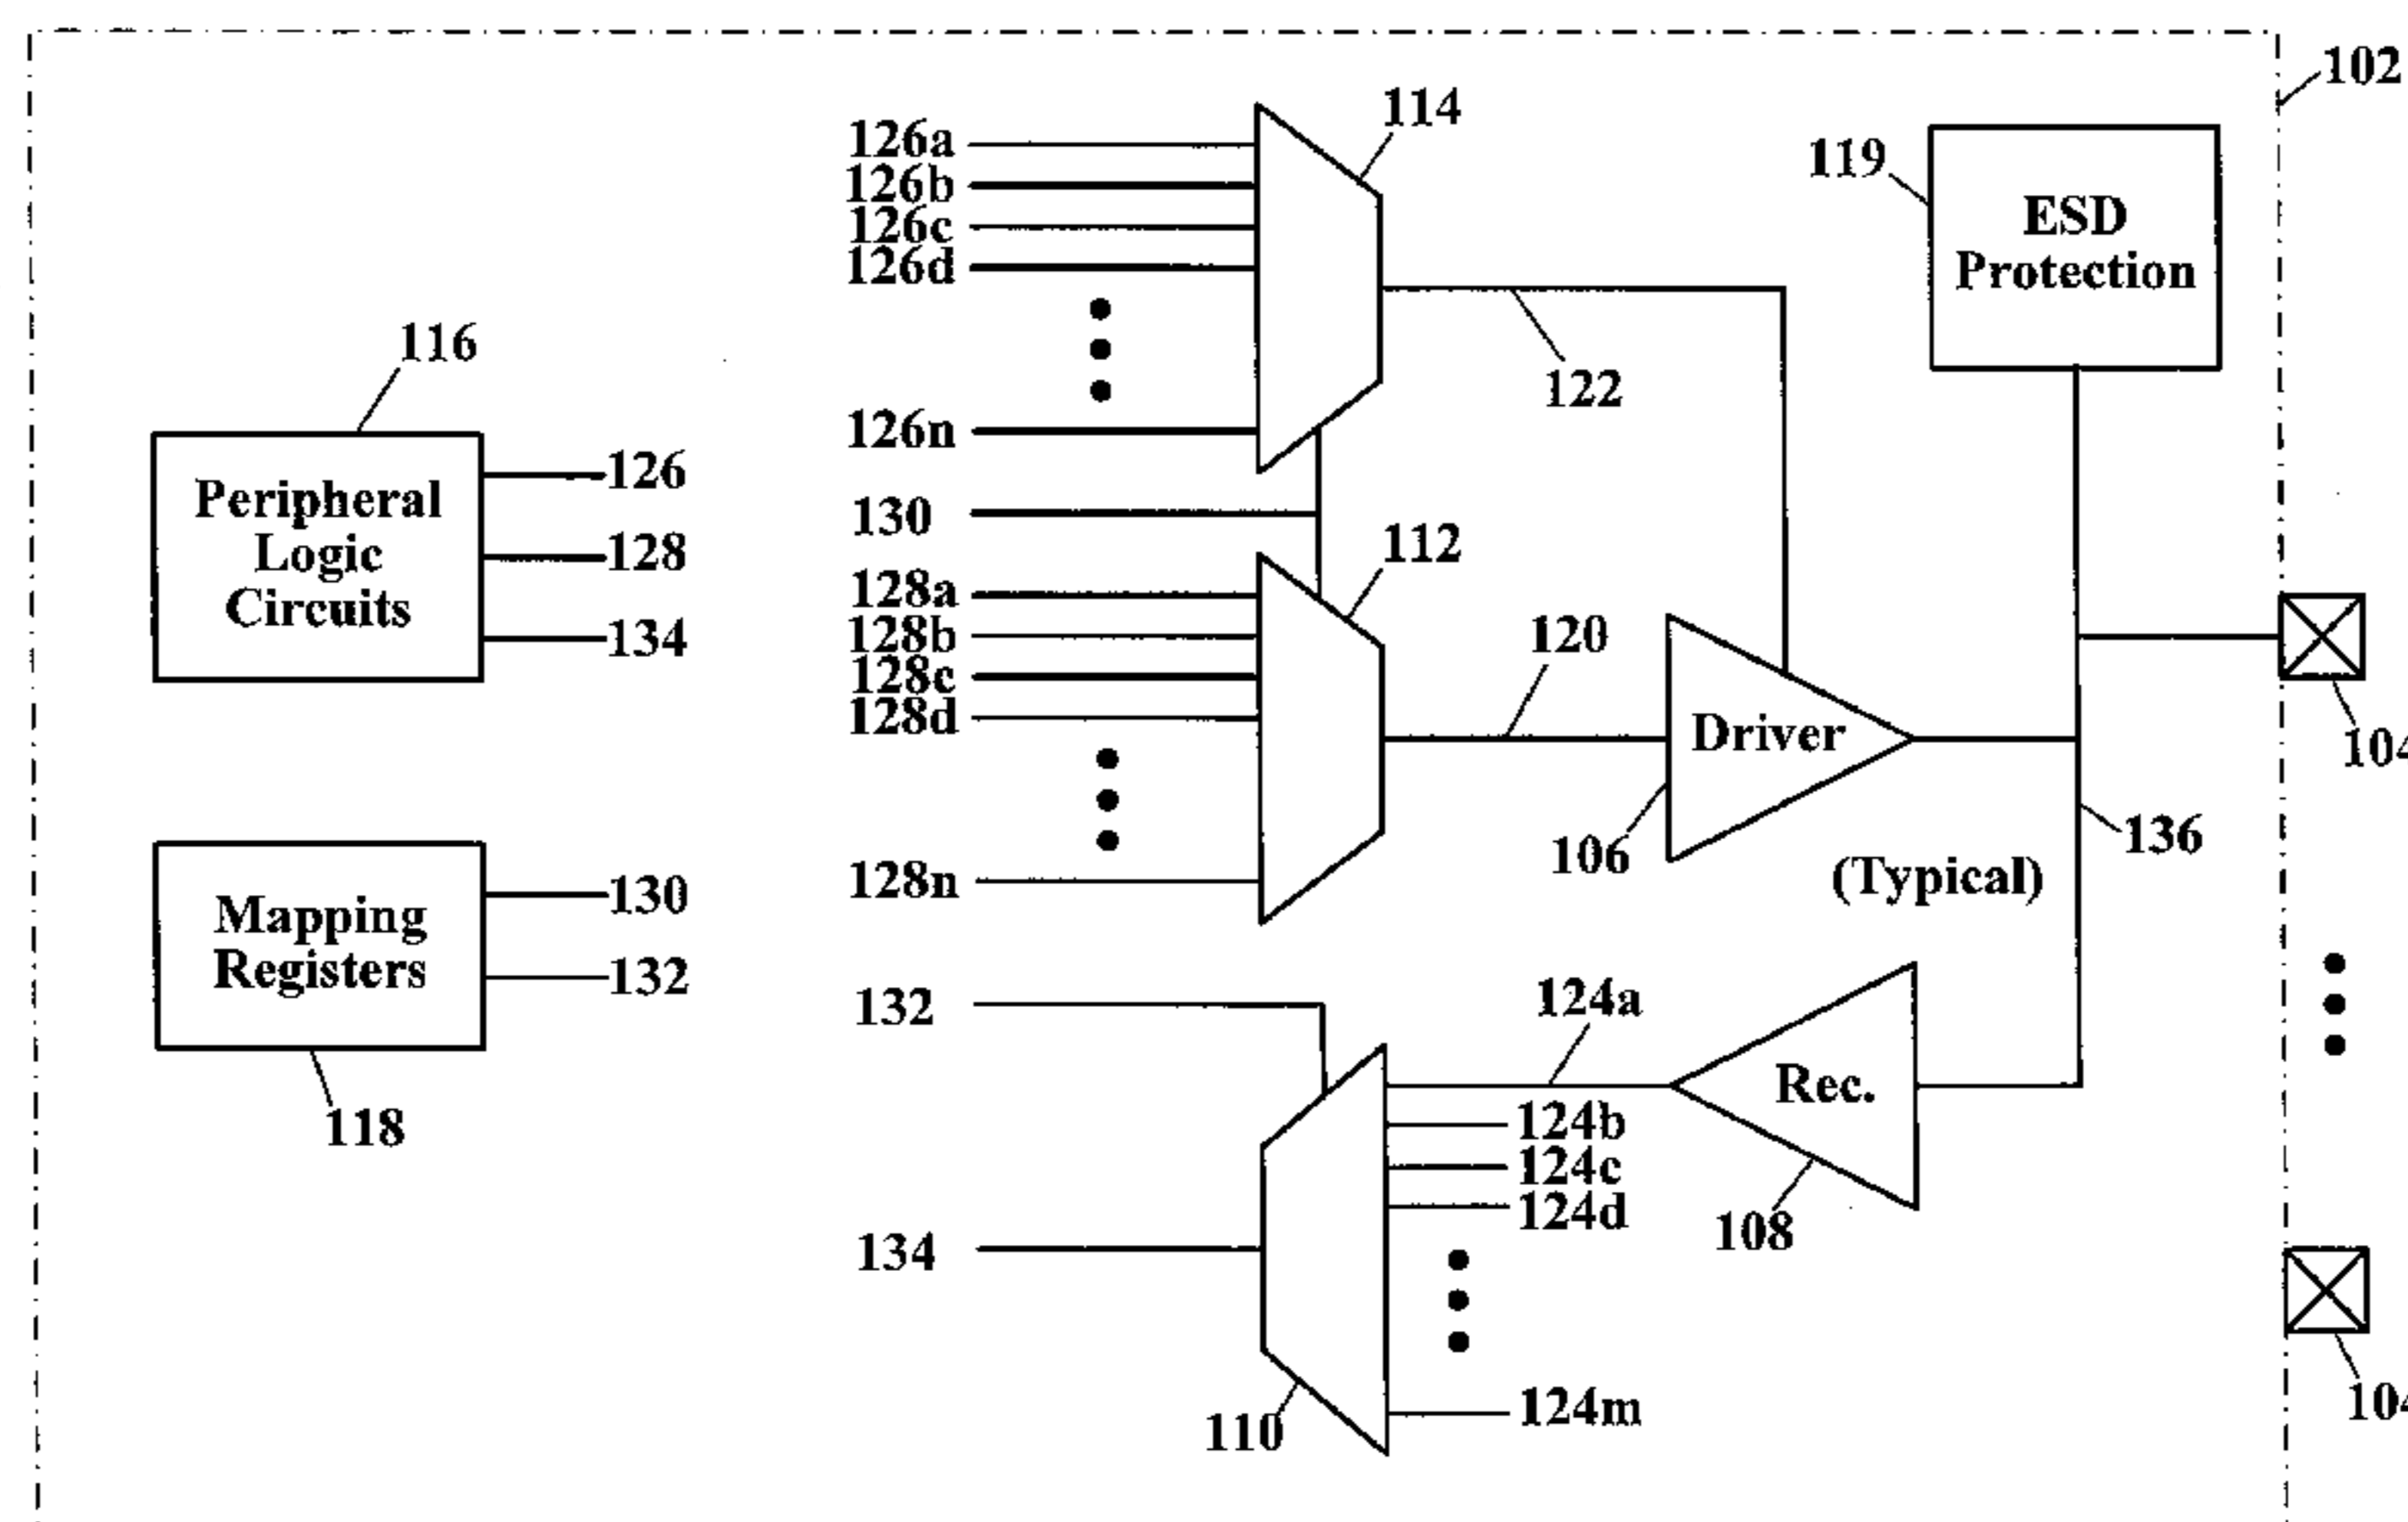 102
114
126a
126b
126c
126d
119
ESD
Protection
116
122
126n
126
Peripheral
Logic
Circuits
128
134
130
112
128a
128b
128c
128d
120
Driver
104
106
136
(Typical)
128n
Mapping
Registers
130
132
118
132
124a
Rec.
124b
124c
124d
108
134
110
124m
104